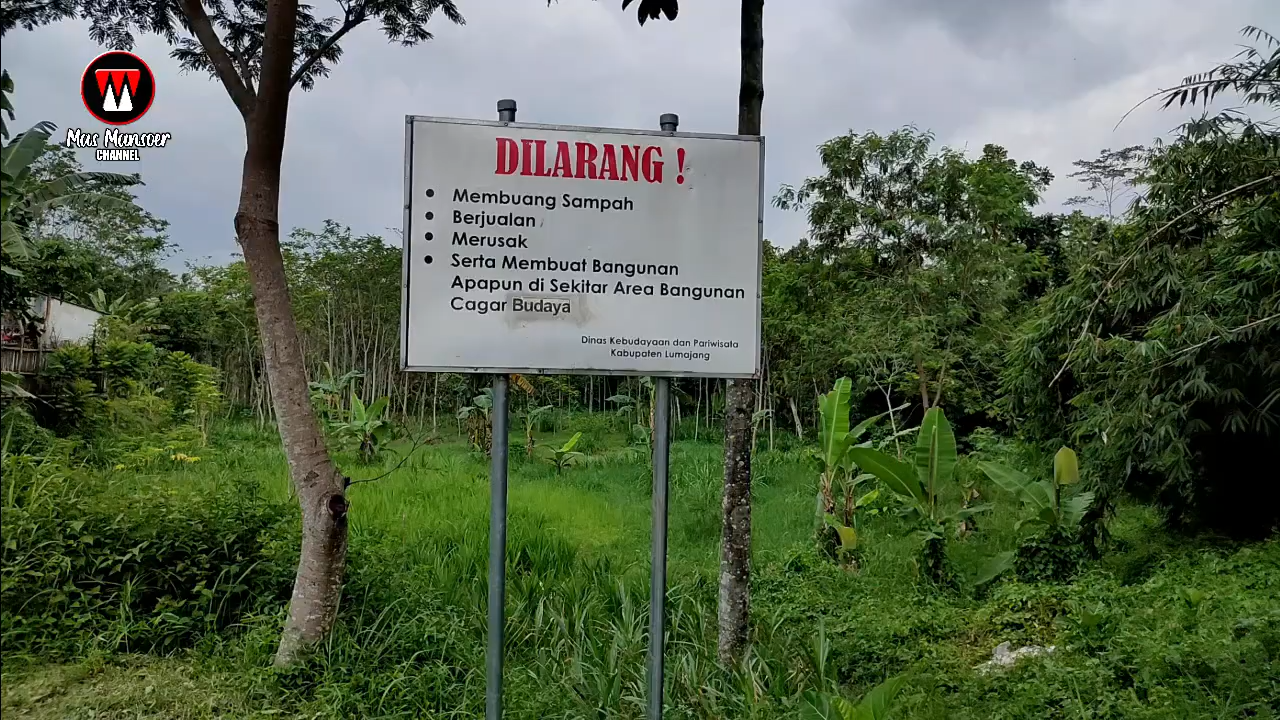 Mas Mansoer
CHANNEL
DILARANG !
• Membuang Sampah
• Berjualan
• Merusak
• Serta Membuat Bangunan
Apapun di Sekitar Area Bangunan
Cagar Budaya
Dinas Kebudayaan dan Pariwisata
Kabupaten Lumajang